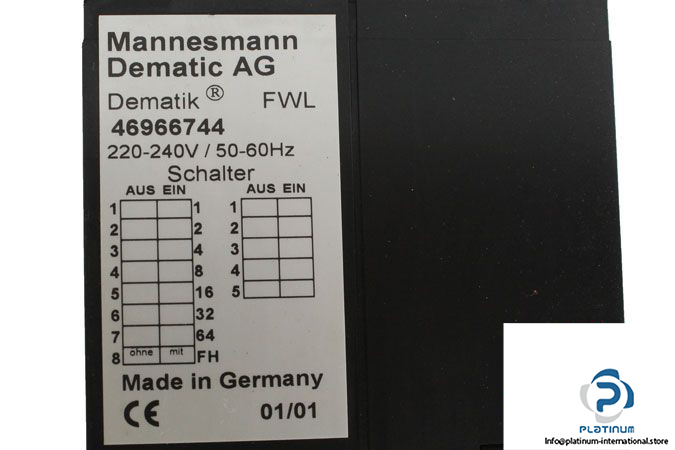 Mannesmann
Dematic AG
Dematik ® FWL
46966744
220-240V / 50-60Hz
Schalter
AUS EIN AUS EIN
1 1 1
2 2 2
3 4 3
4 8 4
5 16 5
6 32
7 64
8 ohne mit FH
Made in Germany
CE 01/01
PLATINUM
Info@platinum-international.store